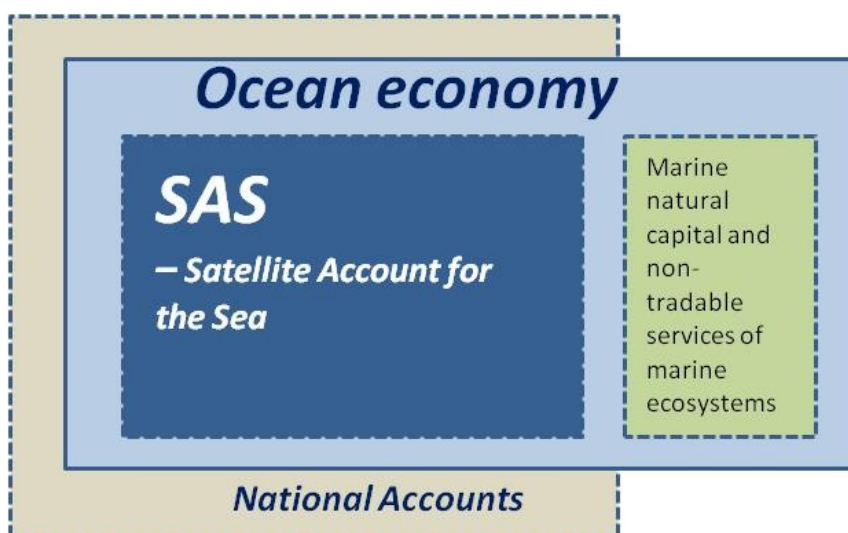 Ocean economy
SAS
– Satellite Account for
the Sea
Marine
natural
capital and
non-
tradable
services of
marine
ecosystems
National Accounts